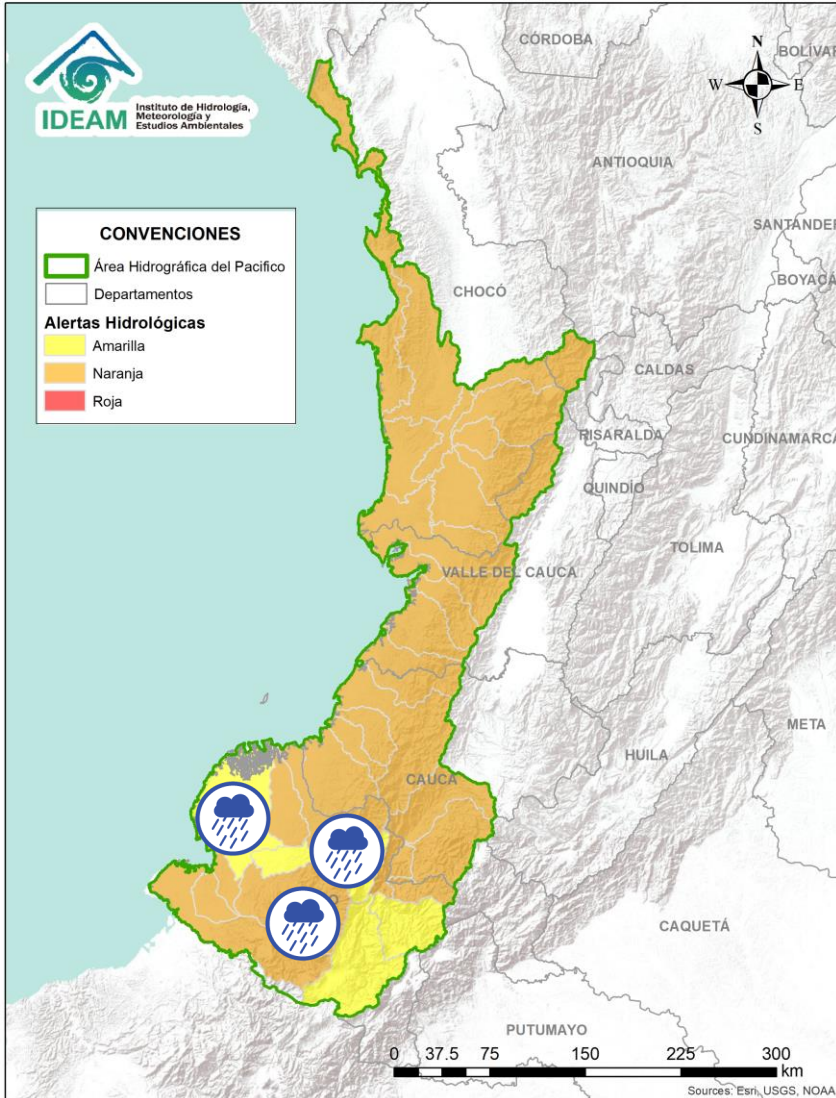 IDEAM
Instituto de Hidrología,
Meteorología y
Estudios Ambientales
N
W
E
S
CÓRDOBA
BOLÍVAR
ANTIOQUIA
SANTANDER
BOYACÁ
CHOCÓ
CALDAS
RISARALDA
CUNDINAMARCA
QUINDÍO
TOLIMA
VALLE DEL CAUCA
META
HUILA
CAUCA
O
CAQUETÁ
PUTUMAYO
CONVENCIONES
Área Hidrográfica del Pacifico
Departamentos
Alertas Hidrológicas
Amarilla
Naranja
Roja
0 37.5 75 150 225 300
km
Sources: Esri, USGS, NOAA